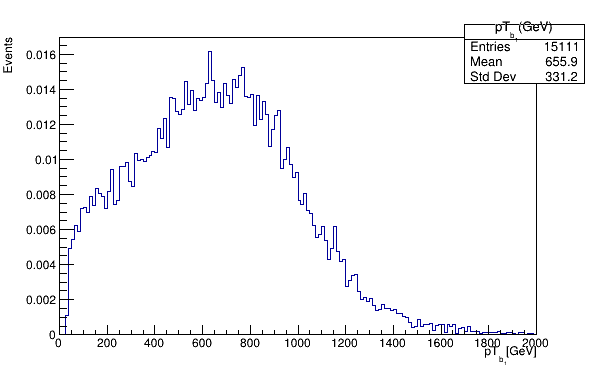 pT_b_1 (GeV)
Entries 15111
Mean 655.9
Std Dev 331.2
Events
0.016
0.014
0.012
0.01
0.008
0.006
0.004
0.002
0
0 200 400 600 800 1000 1200 1400 1600 1800 2000
pT_b_1 [GeV]